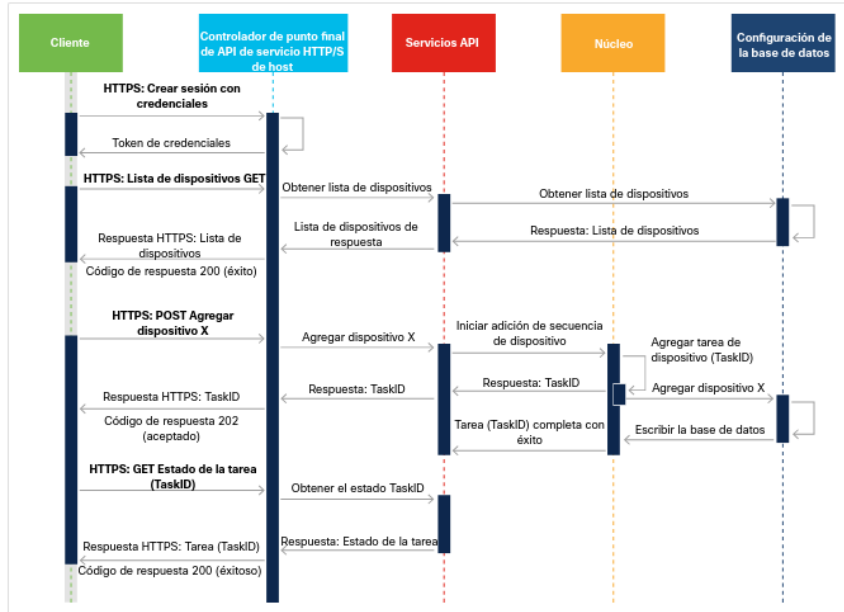 Cliente
Controlador de punto final
de API de servicio HTTP/S
de host
Servicios API
Núcleo
Configuración de
la base de datos
HTTPS: Crear sesión con
credenciales
Token de credenciales
HTTPS: Lista de dispositivos GET
Obtener lista de dispositivos
Obtener lista de dispositivos
Respuesta: Lista de dispositivos
Lista de dispositivos de
respuesta
Respuesta HTTPS: Lista de
dispositivos
Código de respuesta 200 (éxito)
HTTPS: POST Agregar
dispositivo X
Agregar dispositivo X
Iniciar adición de secuencia
de dispositivo
Agregar tarea de
dispositivo (TaskID)
Respuesta: TaskID
Respuesta: TaskID
Respuesta HTTPS: TaskID
Código de respuesta 202
(aceptado)
Agregar dispositivo X
Escribir la base de datos
Tarea (TaskID) completa con
éxito
HTTPS: GET Estado de la tarea
(TaskID)
Obtener el estado TaskID
Respuesta: Estado de la tarea
Respuesta HTTPS: Tarea (TaskID)
Código de respuesta 200 (éxitoso)